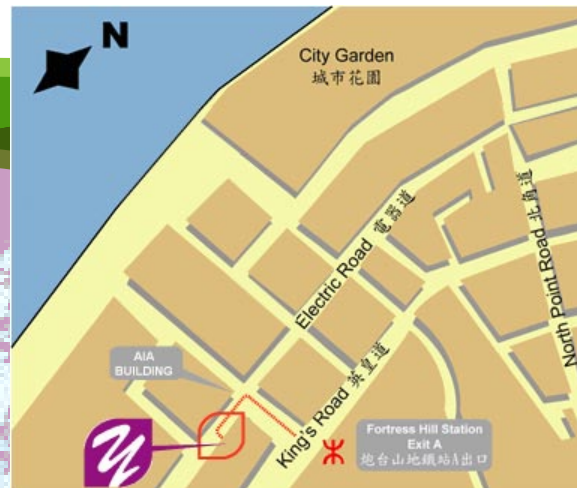 N
City Garden
城市花園
Electric Road 電器道
North Point Road 北角道
King's Road 英皇道
AIA
BUILDING
Fortress Hill Station
Exit A
炮台山地鐵站A出口
y